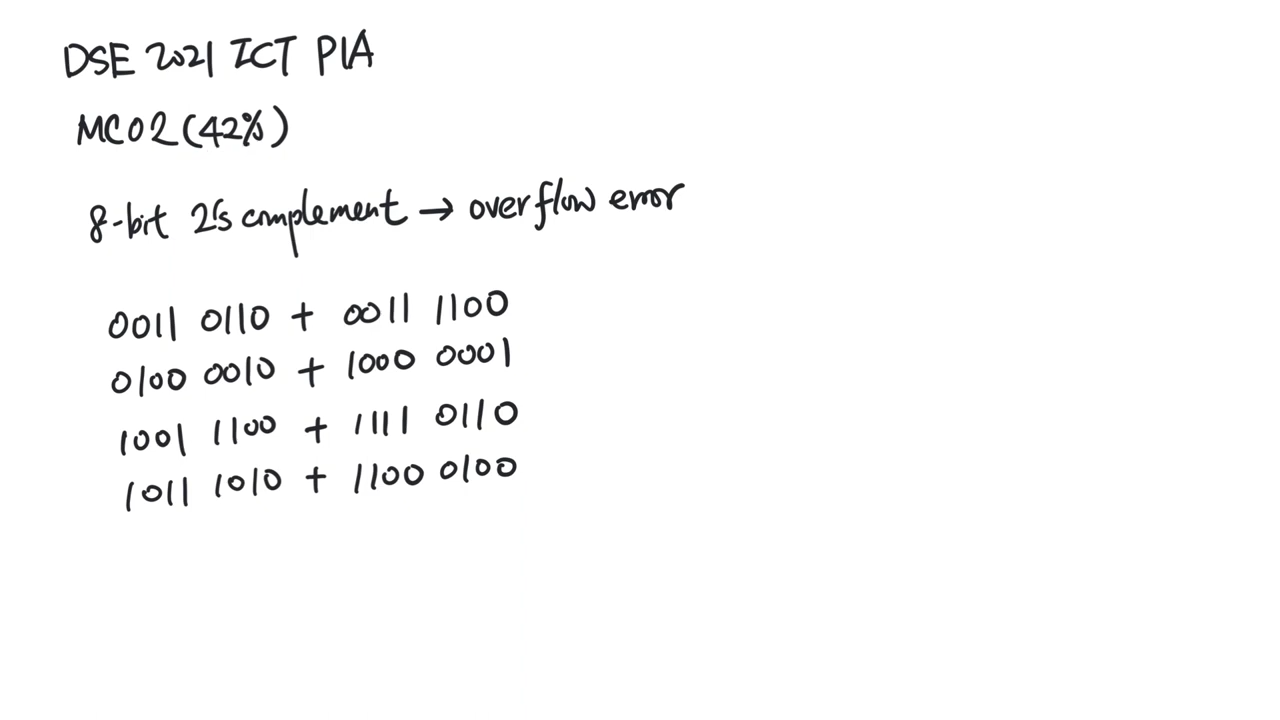 DSE 2021 ICT P1A
MC02 (42%)
8-bit 2's complement → overflow error
0011 0110 + 0011 1100
0100 0010 + 1000 0001
1001 1100 + 1111 0110
1011 1010 + 1100 0100